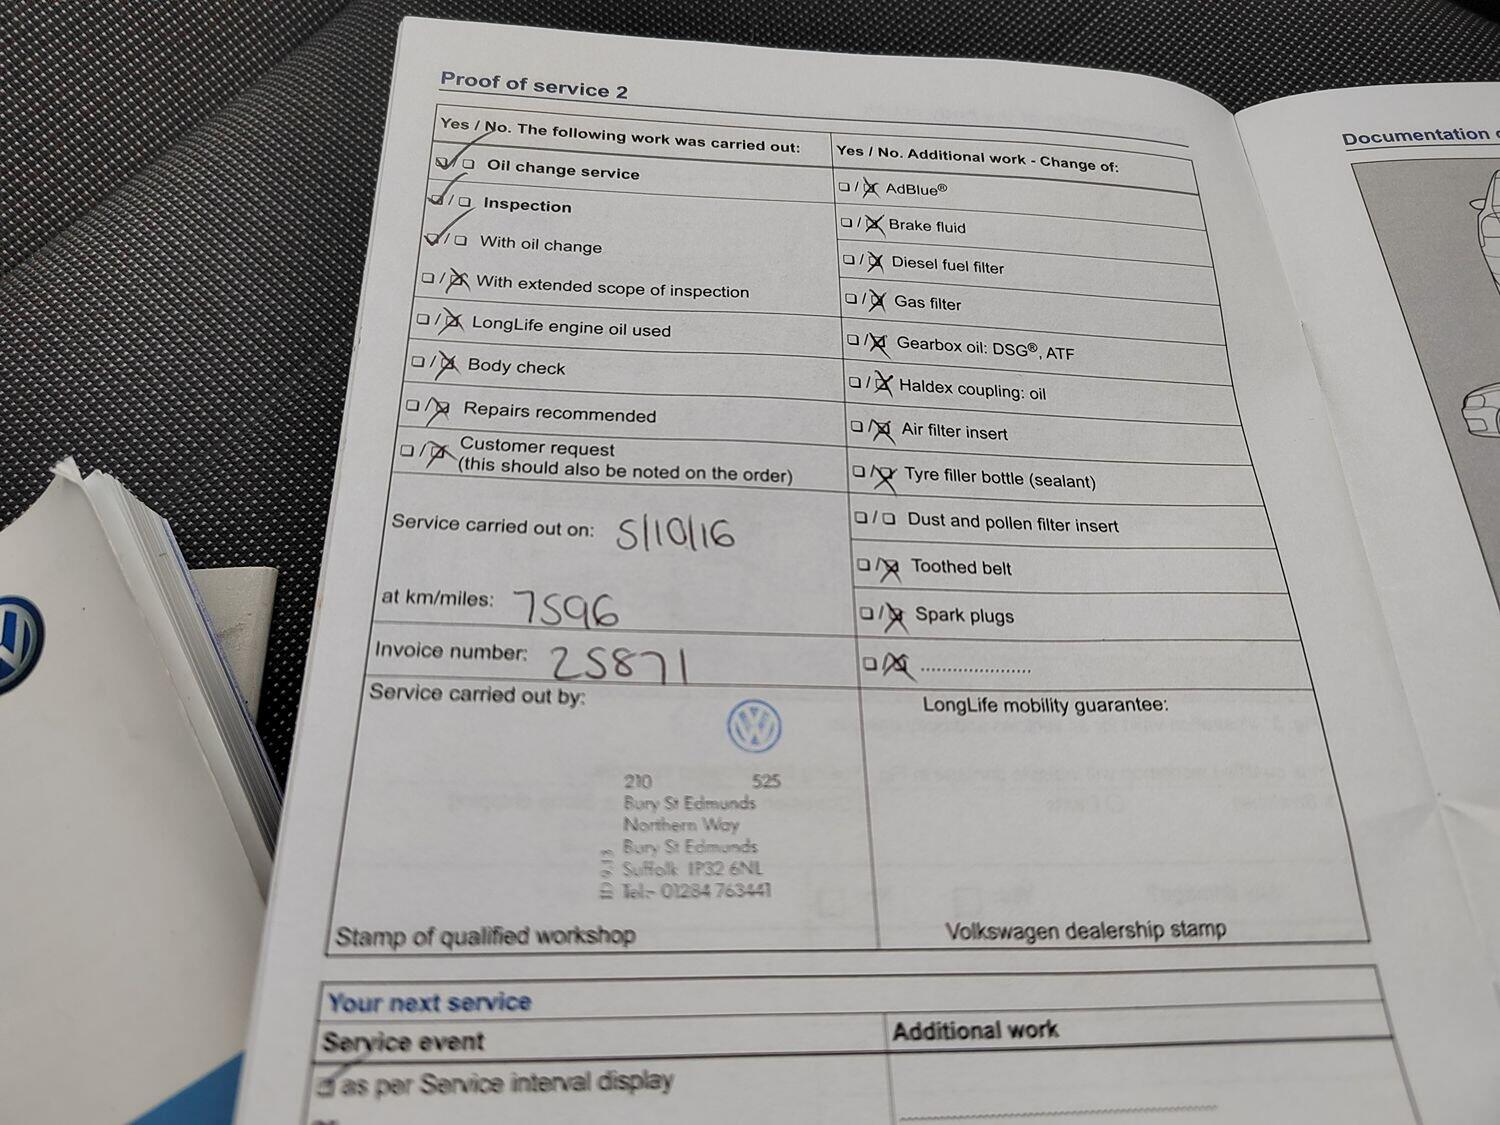 Proof of service 2
Yes / No. The following work was carried out:
Oil change service
Inspection
With oil change
With extended scope of inspection
LongLife engine oil used
Body check
Repairs recommended
Customer request
(this should also be noted on the order)
Service carried out on: 5/10/16
at km/miles: 7596
Invoice number: 25871
Service carried out by:
210 525
Bury St Edmunds
Northern Way
Bury St Edmunds
Suffolk IP32 6NL
Tel:- 01284 763441
Stamp of qualified workshop
Yes / No. Additional work - Change of:
AdBlue®
Brake fluid
Diesel fuel filter
Gas filter
Gearbox oil: DSG®, ATF
Haldex coupling: oil
Air filter insert
Tyre filler bottle (sealant)
Dust and pollen filter insert
Toothed belt
Spark plugs
LongLife mobility guarantee:
Volkswagen dealership stamp
Your next service
Service event
as per Service interval display
Additional work
Documentation